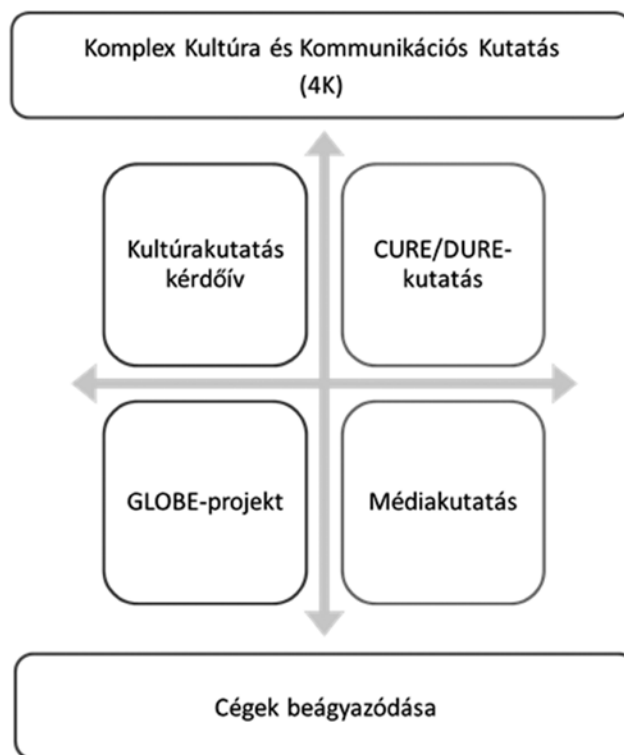 Komplex Kultúra és Kommunikációs Kutatás
(4K)
Kultúrakutatás
kérdőív
CURE/DURE-
kutatás
GLOBE-projekt
Médiakutatás
Cégek beágyazódása